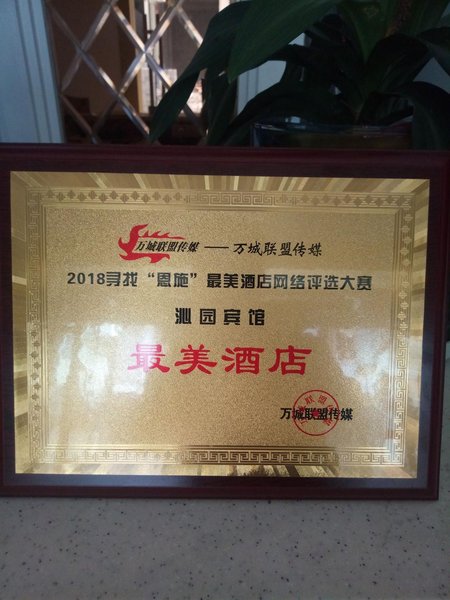 万城联盟传媒 —— 万城联盟传媒
2018寻找“恩施”最美酒店网络评选大赛
沁园宾馆
最美酒店
万城联盟传媒